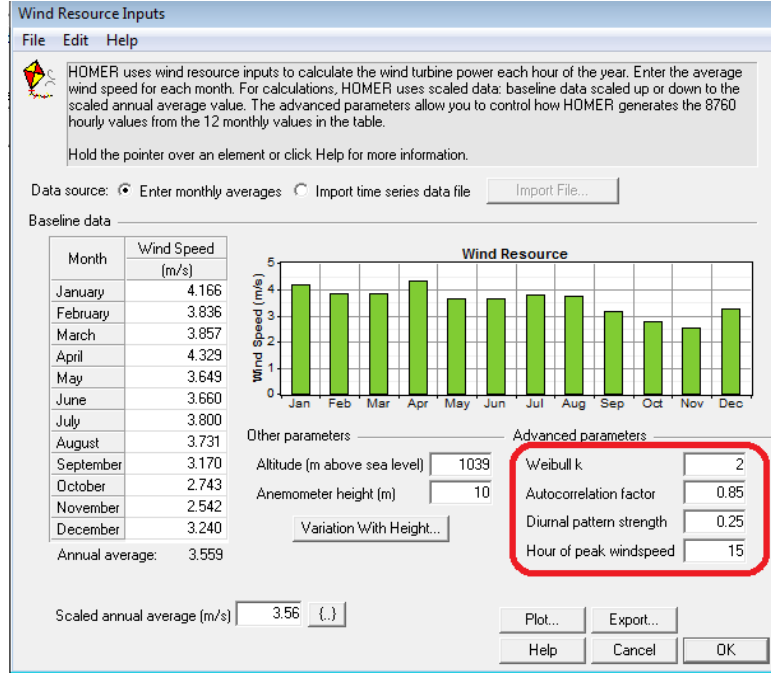 Wind Resource Inputs
File Edit Help
HOMER uses wind resource inputs to calculate the wind turbine power each hour of the year. Enter the average
wind speed for each month. For calculations, HOMER uses scaled data: baseline data scaled up or down to the
scaled annual average value. The advanced parameters allow you to control how HOMER generates the 8760
hourly values from the 12 monthly values in the table.
Hold the pointer over an element or click Help for more information.
Data source: Enter monthly averages Import time series data file Import File...
Baseline data
Month Wind Speed
(m/s)
January 4.166
February 3.836
March 3.857
April 4.329
May 3.649
June 3.660
July 3.800
August 3.731
September 3.170
October 2.743
November 2.542
December 3.240
Annual average: 3.559
Wind Resource
Wind Speed (m/s)
5
4
3
2
1
0
Jan Feb Mar Apr May Jun Jul Aug Sep Oct Nov Dec
Other parameters
Altitude (m above sea level) 1039
Anemometer height (m) 10
Variation With Height...
Advanced parameters
Weibull k 2
Autocorrelation factor 0.85
Diurnal pattern strength 0.25
Hour of peak windspeed 15
Scaled annual average (m/s) 3.56 {..}
Plot... Export...
Help Cancel OK